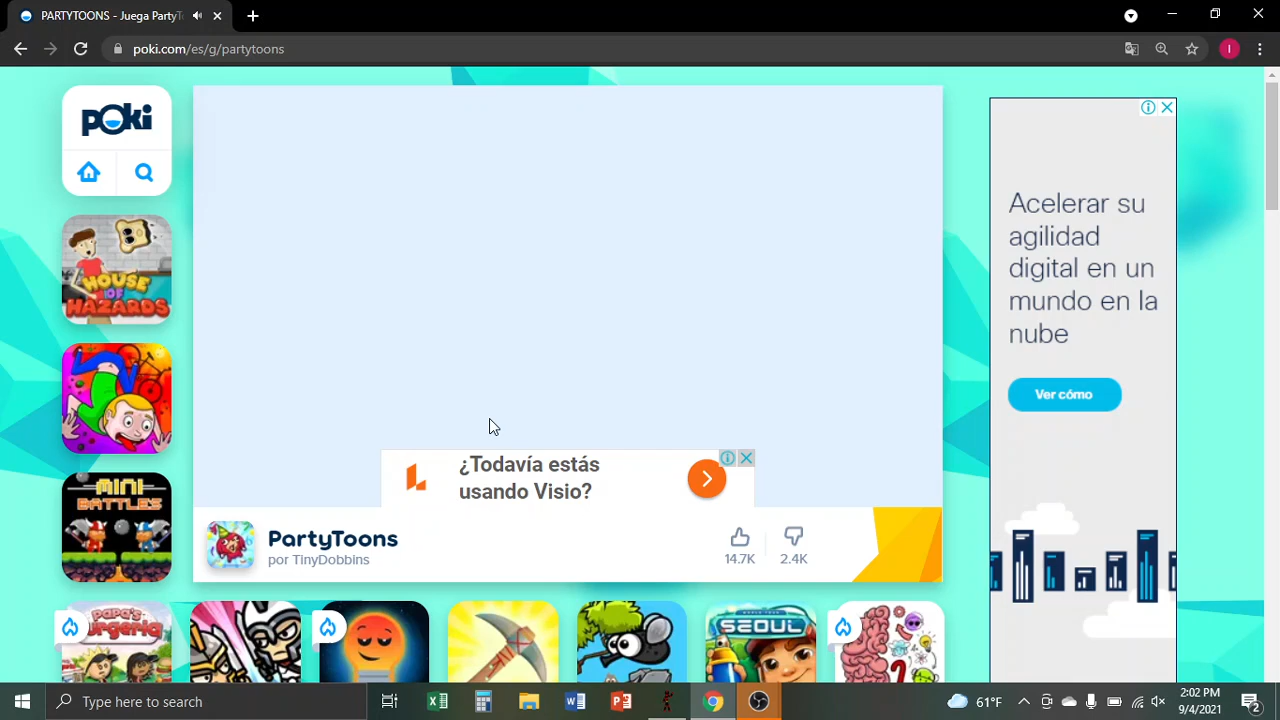 PARTYTOONS - Juega PartyT
poki.com/es/g/partytoons
I
poki
HOUSE
OF
HAZARDS
MINI
BATTLES
Acelerar su
agilidad
digital en un
mundo en la
nube
Ver cómo
¿Todavía estás
usando Visio?
PartyToons
por TinyDobbins
14.7K
2.4K
PAPA'S
SEOUL
2
Type here to search
61°F
2:02 PM
9/4/2021
2